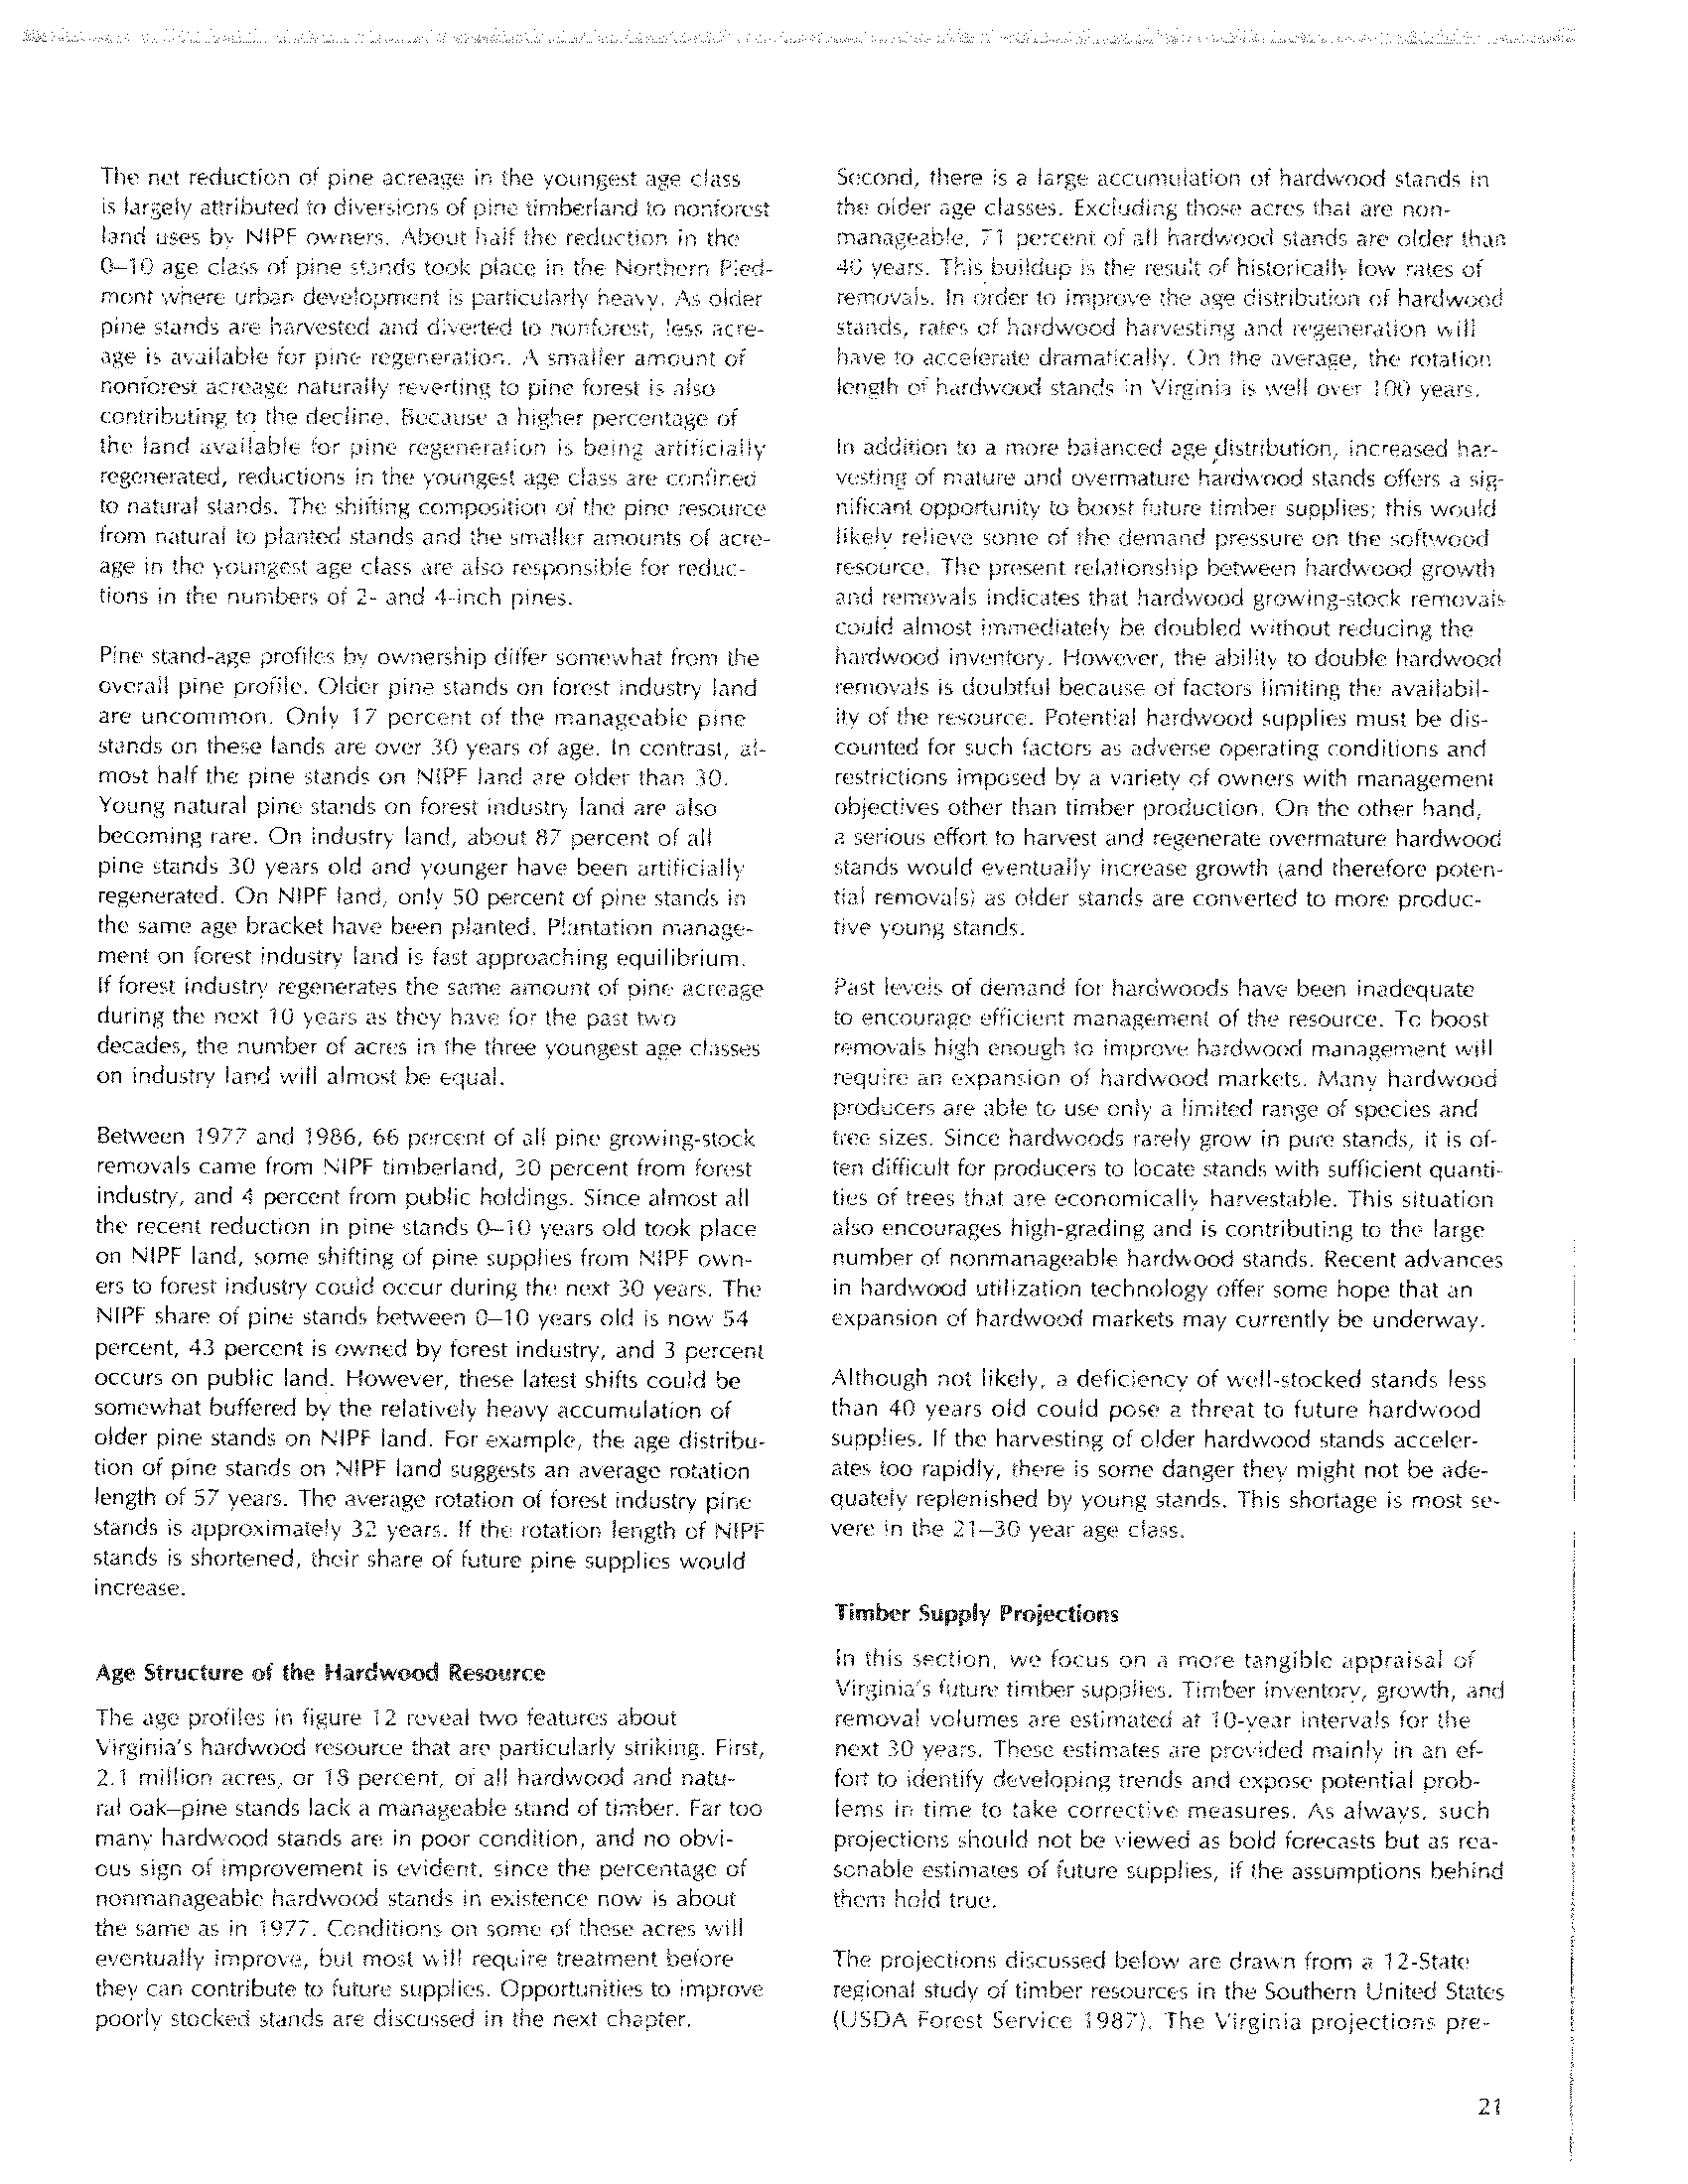 The net reduction of pine acreage in the youngest age class
is largely attributed to diversions of pine timberland to nonforest
land uses by NIPF owners. About half the reduction in the
0–10 age class of pine stands took place in the Northern Pied-
mont where urban development is particularly heavy. As older
pine stands are harvested and diverted to nonforest, less acre-
age is available for pine regeneration. A smaller amount of
nonforest acreage naturally reverting to pine forest is also
contributing to the decline. Because a higher percentage of
the land available for pine regeneration is being artificially
regenerated, reductions in the youngest age class are confined
to natural stands. The shifting composition of the pine resource
from natural to planted stands and the smaller amounts of acre-
age in the youngest age class are also responsible for reduc-
tions in the numbers of 2- and 4-inch pines.

Pine stand-age profiles by ownership differ somewhat from the
overall pine profile. Older pine stands on forest industry land
are uncommon. Only 17 percent of the manageable pine
stands on these lands are over 30 years of age. In contrast, al-
most half the pine stands on NIPF land are older than 30.
Young natural pine stands on forest industry land are also
becoming rare. On industry land, about 87 percent of all
pine stands 30 years old and younger have been artificially
regenerated. On NIPF land, only 50 percent of pine stands in
the same age bracket have been planted. Plantation manage-
ment on forest industry land is fast approaching equilibrium.
If forest industry regenerates the same amount of pine acreage
during the next 10 years as they have for the past two
decades, the number of acres in the three youngest age classes
on industry land will almost be equal.

Between 1977 and 1986, 66 percent of all pine growing-stock
removals came from NIPF timberland, 30 percent from forest
industry, and 4 percent from public holdings. Since almost all
the recent reduction in pine stands 0–10 years old took place
on NIPF land, some shifting of pine supplies from NIPF own-
ers to forest industry could occur during the next 30 years. The
NIPF share of pine stands between 0–10 years old is now 54
percent, 43 percent is owned by forest industry, and 3 percent
occurs on public land. However, these latest shifts could be
somewhat buffered by the relatively heavy accumulation of
older pine stands on NIPF land. For example, the age distribu-
tion of pine stands on NIPF land suggests an average rotation
length of 57 years. The average rotation of forest industry pine
stands is approximately 32 years. If the rotation length of NIPF
stands is shortened, their share of future pine supplies would
increase.

Age Structure of the Hardwood Resource

The age profiles in figure 12 reveal two features about
Virginia's hardwood resource that are particularly striking. First,
2.1 million acres, or 18 percent, of all hardwood and natu-
ral oak–pine stands lack a manageable stand of timber. Far too
many hardwood stands are in poor condition, and no obvi-
ous sign of improvement is evident, since the percentage of
nonmanageable hardwood stands in existence now is about
the same as in 1977. Conditions on some of these acres will
eventually improve, but most will require treatment before
they can contribute to future supplies. Opportunities to improve
poorly stocked stands are discussed in the next chapter.

Second, there is a large accumulation of hardwood stands in
the older age classes. Excluding those acres that are non-
manageable, 71 percent of all hardwood stands are older than
40 years. This buildup is the result of historically low rates of
removals. In order to improve the age distribution of hardwood
stands, rates of hardwood harvesting and regeneration will
have to accelerate dramatically. On the average, the rotation
length of hardwood stands in Virginia is well over 100 years.

In addition to a more balanced age distribution, increased har-
vesting of mature and overmature hardwood stands offers a sig-
nificant opportunity to boost future timber supplies; this would
likely relieve some of the demand pressure on the softwood
resource. The present relationship between hardwood growth
and removals indicates that hardwood growing-stock removals
could almost immediately be doubled without reducing the
hardwood inventory. However, the ability to double hardwood
removals is doubtful because of factors limiting the availabil-
ity of the resource. Potential hardwood supplies must be dis-
counted for such factors as adverse operating conditions and
restrictions imposed by a variety of owners with management
objectives other than timber production. On the other hand,
a serious effort to harvest and regenerate overmature hardwood
stands would eventually increase growth (and therefore poten-
tial removals) as older stands are converted to more produc-
tive young stands.

Past levels of demand for hardwoods have been inadequate
to encourage efficient management of the resource. To boost
removals high enough to improve hardwood management will
require an expansion of hardwood markets. Many hardwood
producers are able to use only a limited range of species and
tree sizes. Since hardwoods rarely grow in pure stands, it is of-
ten difficult for producers to locate stands with sufficient quanti-
ties of trees that are economically harvestable. This situation
also encourages high-grading and is contributing to the large
number of nonmanageable hardwood stands. Recent advances
in hardwood utilization technology offer some hope that an
expansion of hardwood markets may currently be underway.

Although not likely, a deficiency of well-stocked stands less
than 40 years old could pose a threat to future hardwood
supplies. If the harvesting of older hardwood stands acceler-
ates too rapidly, there is some danger they might not be ade-
quately replenished by young stands. This shortage is most se-
vere in the 21–30 year age class.

Timber Supply Projections

In this section, we focus on a more tangible appraisal of
Virginia's future timber supplies. Timber inventory, growth, and
removal volumes are estimated at 10-year intervals for the
next 30 years. These estimates are provided mainly in an ef-
fort to identify developing trends and expose potential prob-
lems in time to take corrective measures. As always, such
projections should not be viewed as bold forecasts but as rea-
sonable estimates of future supplies, if the assumptions behind
them hold true.

The projections discussed below are drawn from a 12-State
regional study of timber resources in the Southern United States
(USDA Forest Service 1987). The Virginia projections pre-

21